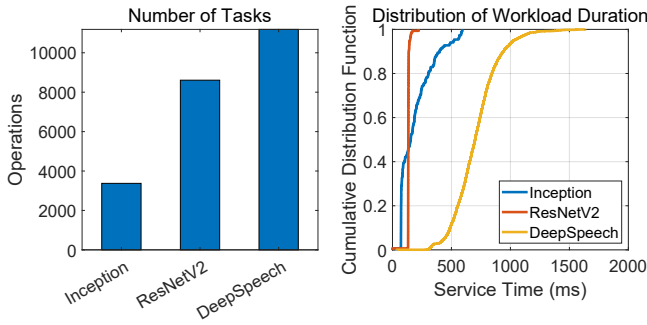 Number of Tasks
10000
8000
6000
4000
2000
0
Operations
Inception
ResNetV2
DeepSpeech
Distribution of Workload Duration
1
0.8
0.6
0.4
0.2
0
Cumulative Distribution Function
Inception
ResNetV2
DeepSpeech
0
500
1000
1500
2000
Service Time (ms)